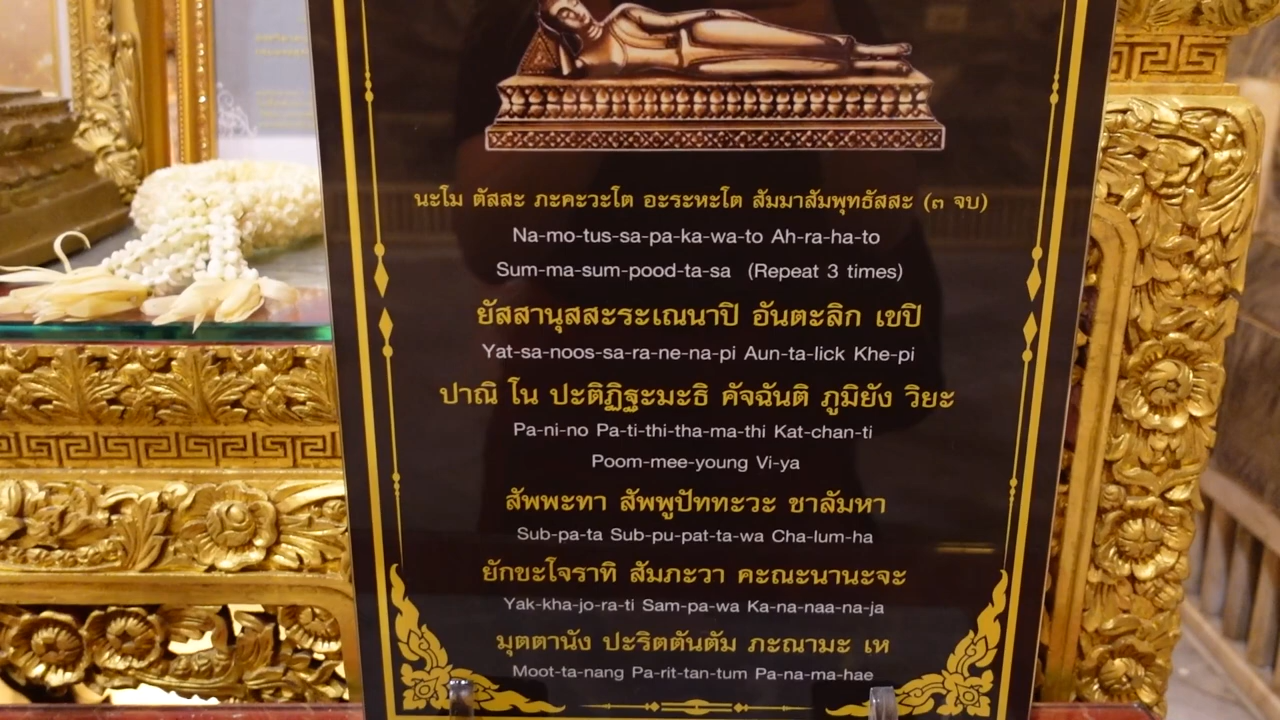 นะโม ตัสสะ ภะคะวะโต อะระหะโต สัมมาสัมพุทธัสสะ (๓ จบ)
Na-mo-tus-sa-pa-ka-wa-to Ah-ra-ha-to
Sum-ma-sum-pood-ta-sa (Repeat 3 times)
ยัสสานุสสะระเณนาปิ อันตะลิก เขปิ
Yat-sa-noos-sa-ra-ne-na-pi Aun-ta-lick Khe-pi
ปาณิ โน ปะติฏิฐะมะธิ คัจฉันติ ภูมิยัง วิยะ
Pa-ni-no Pa-ti-thi-tha-ma-thi Kat-chan-ti
Poom-mee-young Vi-ya
สัพพะทา สัพพูปัททะวะ ชาลัมหา
Sub-pa-ta Sub-pu-pat-ta-wa Cha-lum-ha
ยักขะโจราทิ สัมภะวา คะณะนานะจะ
Yak-kha-jo-ra-ti Sam-pa-wa Ka-na-naa-na-ja
มุตตานัง ปะริตตันตัม ภะณามะ เห
Moot-ta-nang Pa-rit-tan-tum Pa-na-ma-hae